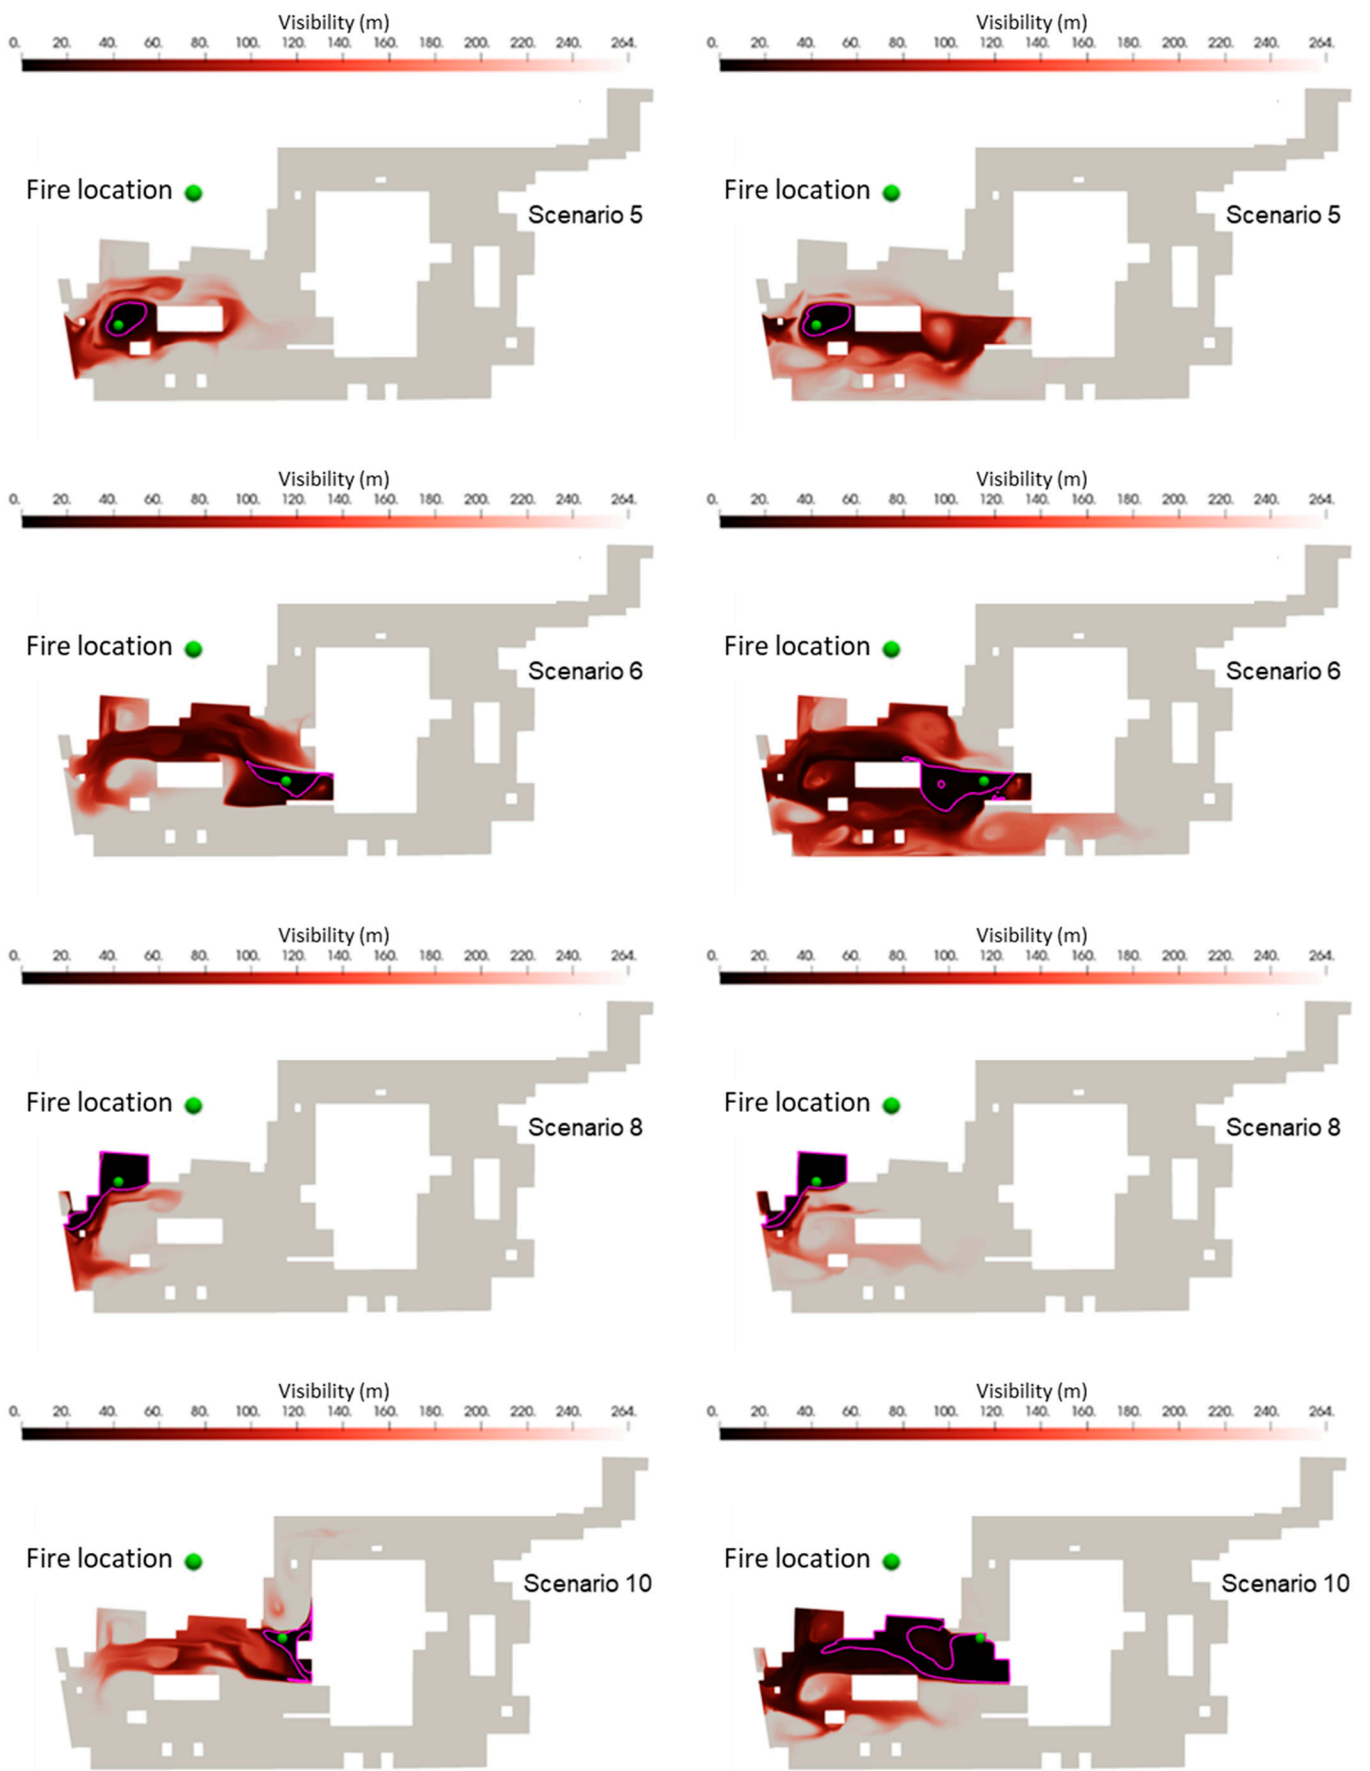 Visibility (m)
0. 20. 40. 60. 80. 100. 120. 140. 160. 180. 200. 220. 240. 264.
Fire location
Scenario 5
Visibility (m)
0. 20. 40. 60. 80. 100. 120. 140. 160. 180. 200. 220. 240. 264.
Fire location
Scenario 5
Visibility (m)
0. 20. 40. 60. 80. 100. 120. 140. 160. 180. 200. 220. 240. 264.
Fire location
Scenario 6
Visibility (m)
0. 20. 40. 60. 80. 100. 120. 140. 160. 180. 200. 220. 240. 264.
Fire location
Scenario 6
Visibility (m)
0. 20. 40. 60. 80. 100. 120. 140. 160. 180. 200. 220. 240. 264.
Fire location
Scenario 8
Visibility (m)
0. 20. 40. 60. 80. 100. 120. 140. 160. 180. 200. 220. 240. 264.
Fire location
Scenario 8
Visibility (m)
0. 20. 40. 60. 80. 100. 120. 140. 160. 180. 200. 220. 240. 264.
Fire location
Scenario 10
Visibility (m)
0. 20. 40. 60. 80. 100. 120. 140. 160. 180. 200. 220. 240. 264.
Fire location
Scenario 10